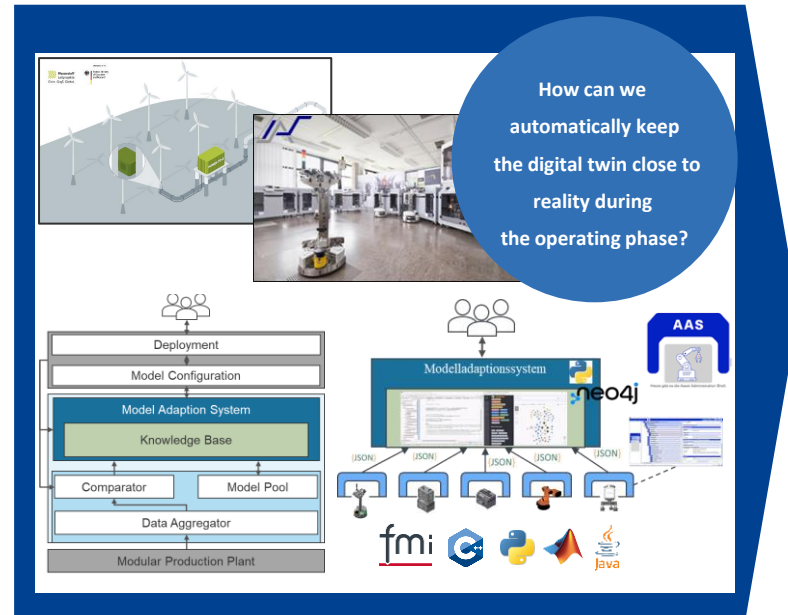 How can we
automatically keep
the digital twin close to
reality during
the operating phase?
Deployment
Model Configuration
Model Adaption System
Knowledge Base
Comparator
Model Pool
Data Aggregator
Modular Production Plant
Modelladaptionssystem
neo4j
AAS
{JSON}
{JSON}
{JSON}
{JSON}
{JSON}
fmi
C++
Java